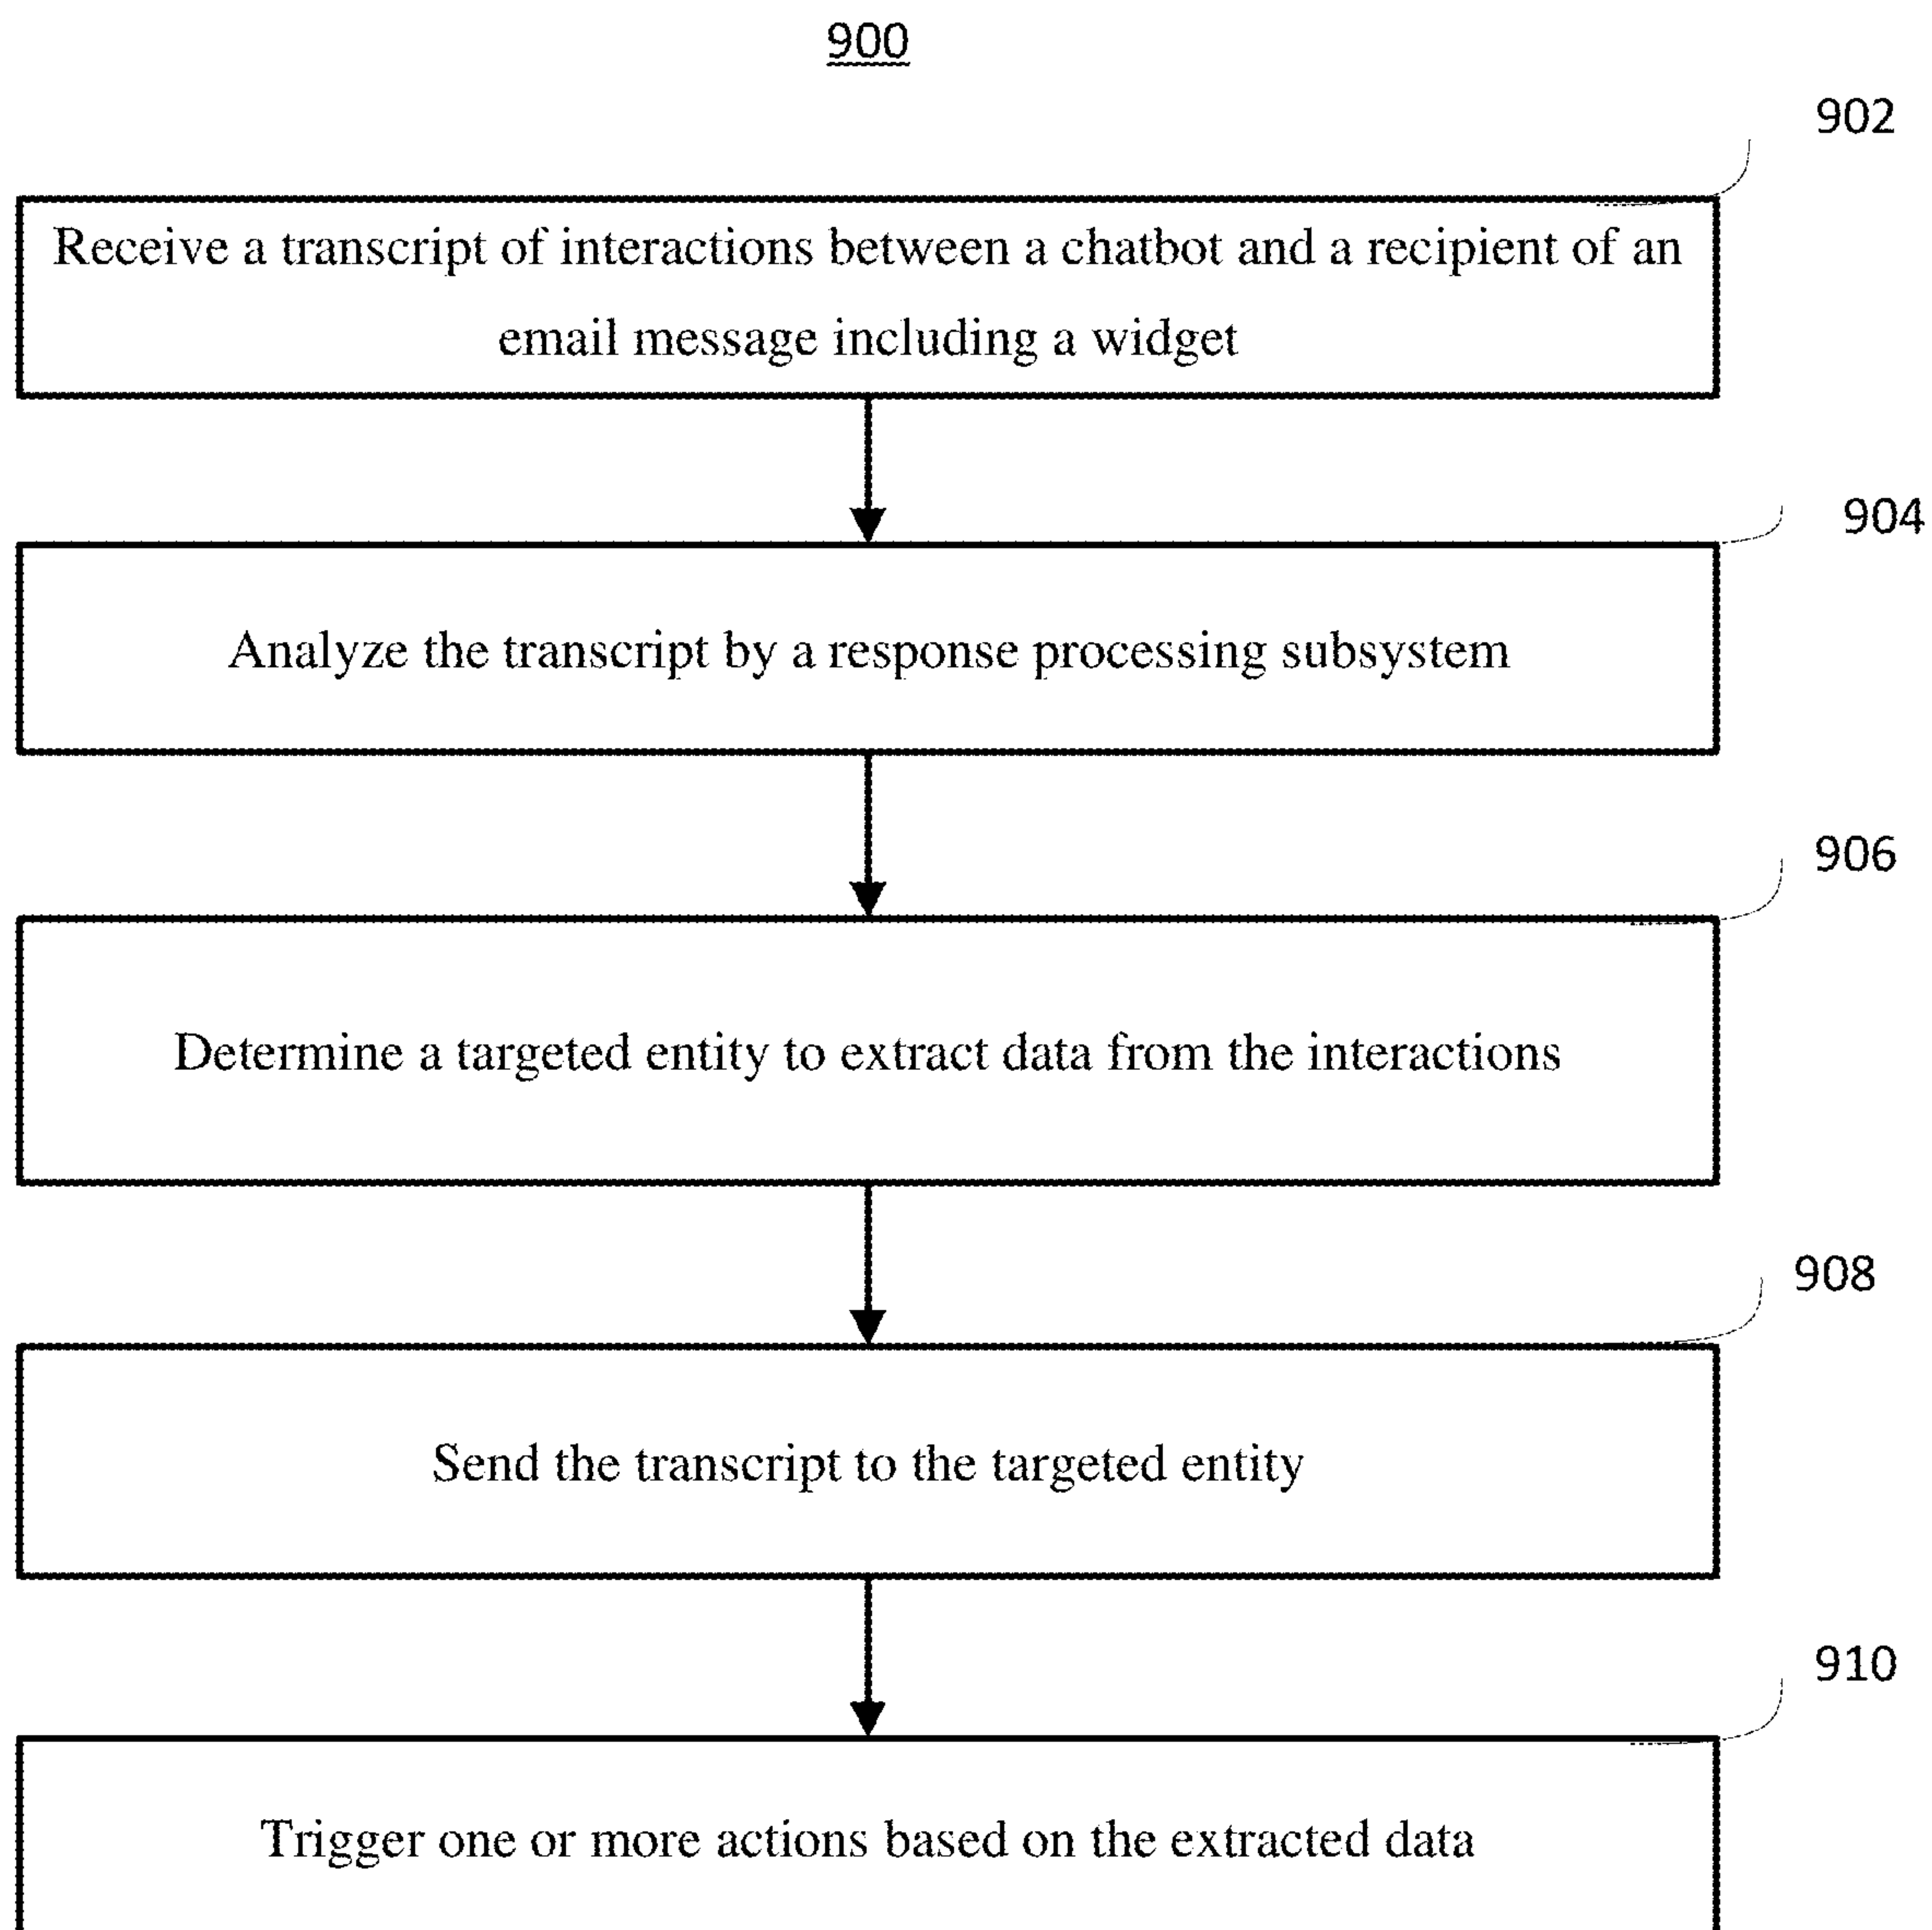 900
902
Receive a transcript of interactions between a chatbot and a recipient of an
email message including a widget
904
Analyze the transcript by a response processing subsystem
906
Determine a targeted entity to extract data from the interactions
908
Send the transcript to the targeted entity
910
Trigger one or more actions based on the extracted data